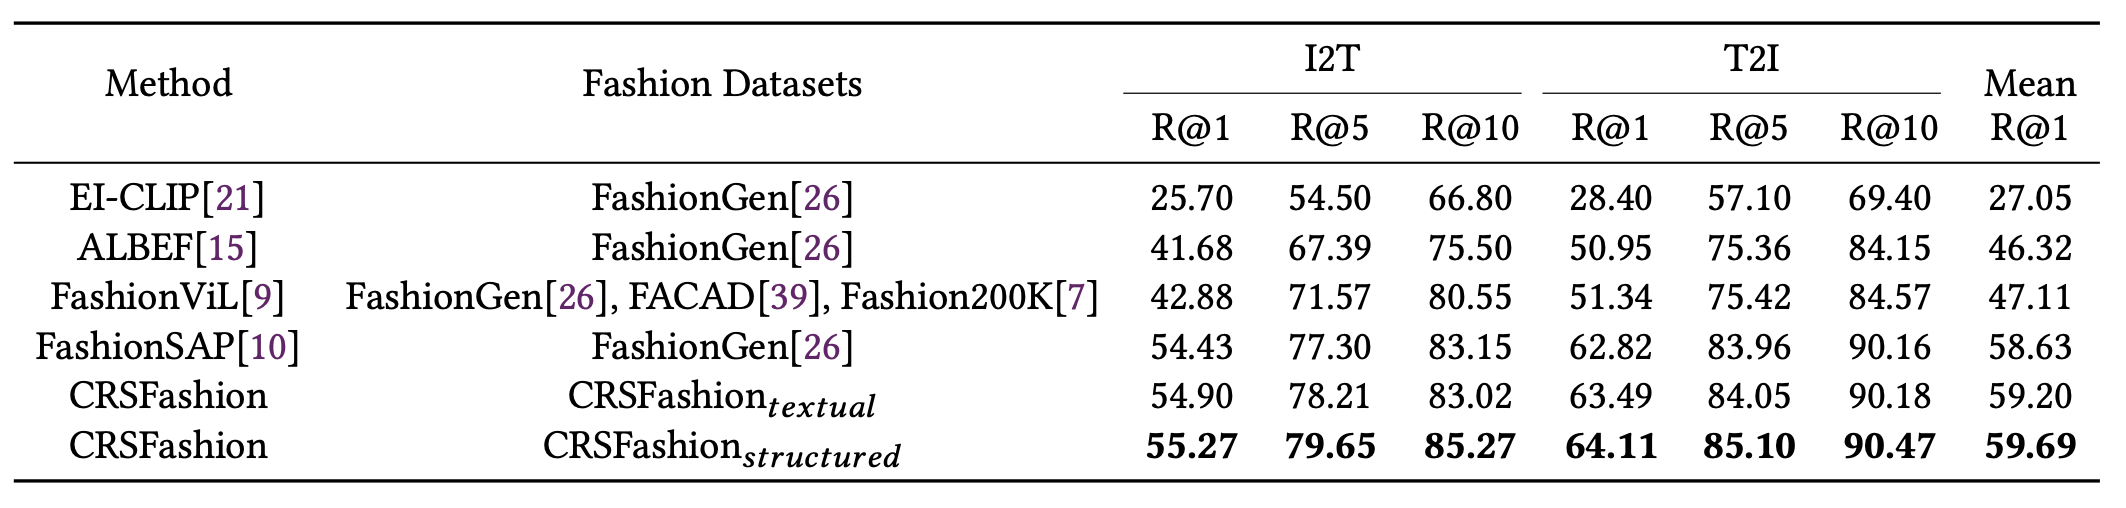 Method Fashion Datasets I2T T2I Mean R@1
R@1 R@5 R@10 R@1 R@5 R@10
EI-CLIP[21] FashionGen[26] 25.70 54.50 66.80 28.40 57.10 69.40 27.05
ALBEF[15] FashionGen[26] 41.68 67.39 75.50 50.95 75.36 84.15 46.32
FashionViL[9] FashionGen[26], FACAD[39], Fashion200K[7] 42.88 71.57 80.55 51.34 75.42 84.57 47.11
FashionSAP[10] FashionGen[26] 54.43 77.30 83.15 62.82 83.96 90.16 58.63
CRSFashion CRSFashion textual 54.90 78.21 83.02 63.49 84.05 90.18 59.20
CRSFashion CRSFashion structured 55.27 79.65 85.27 64.11 85.10 90.47 59.69